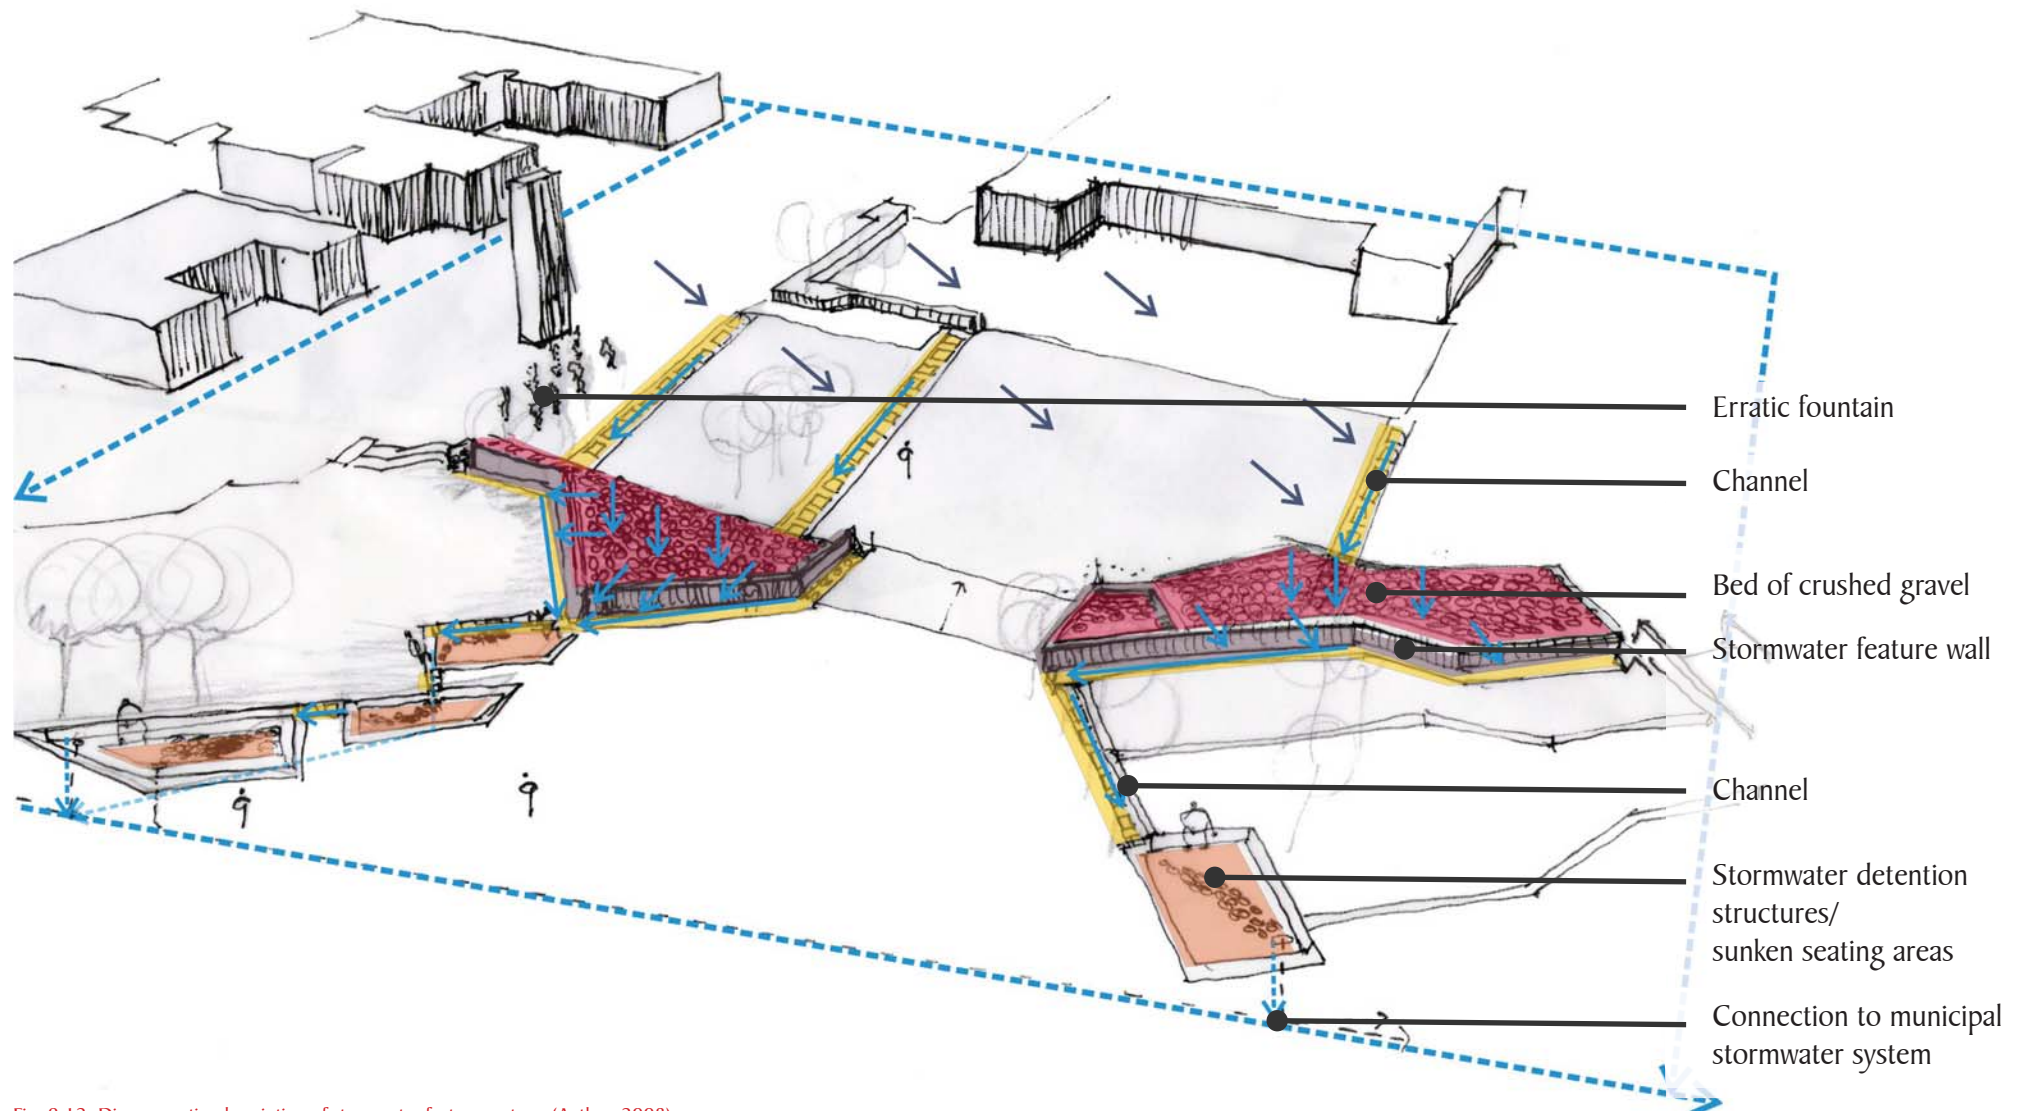 Erratic fountain
Channel
Bed of crushed gravel
Stormwater feature wall
Channel
Stormwater detention
structures/
sunken seating areas
Connection to municipal
stormwater system